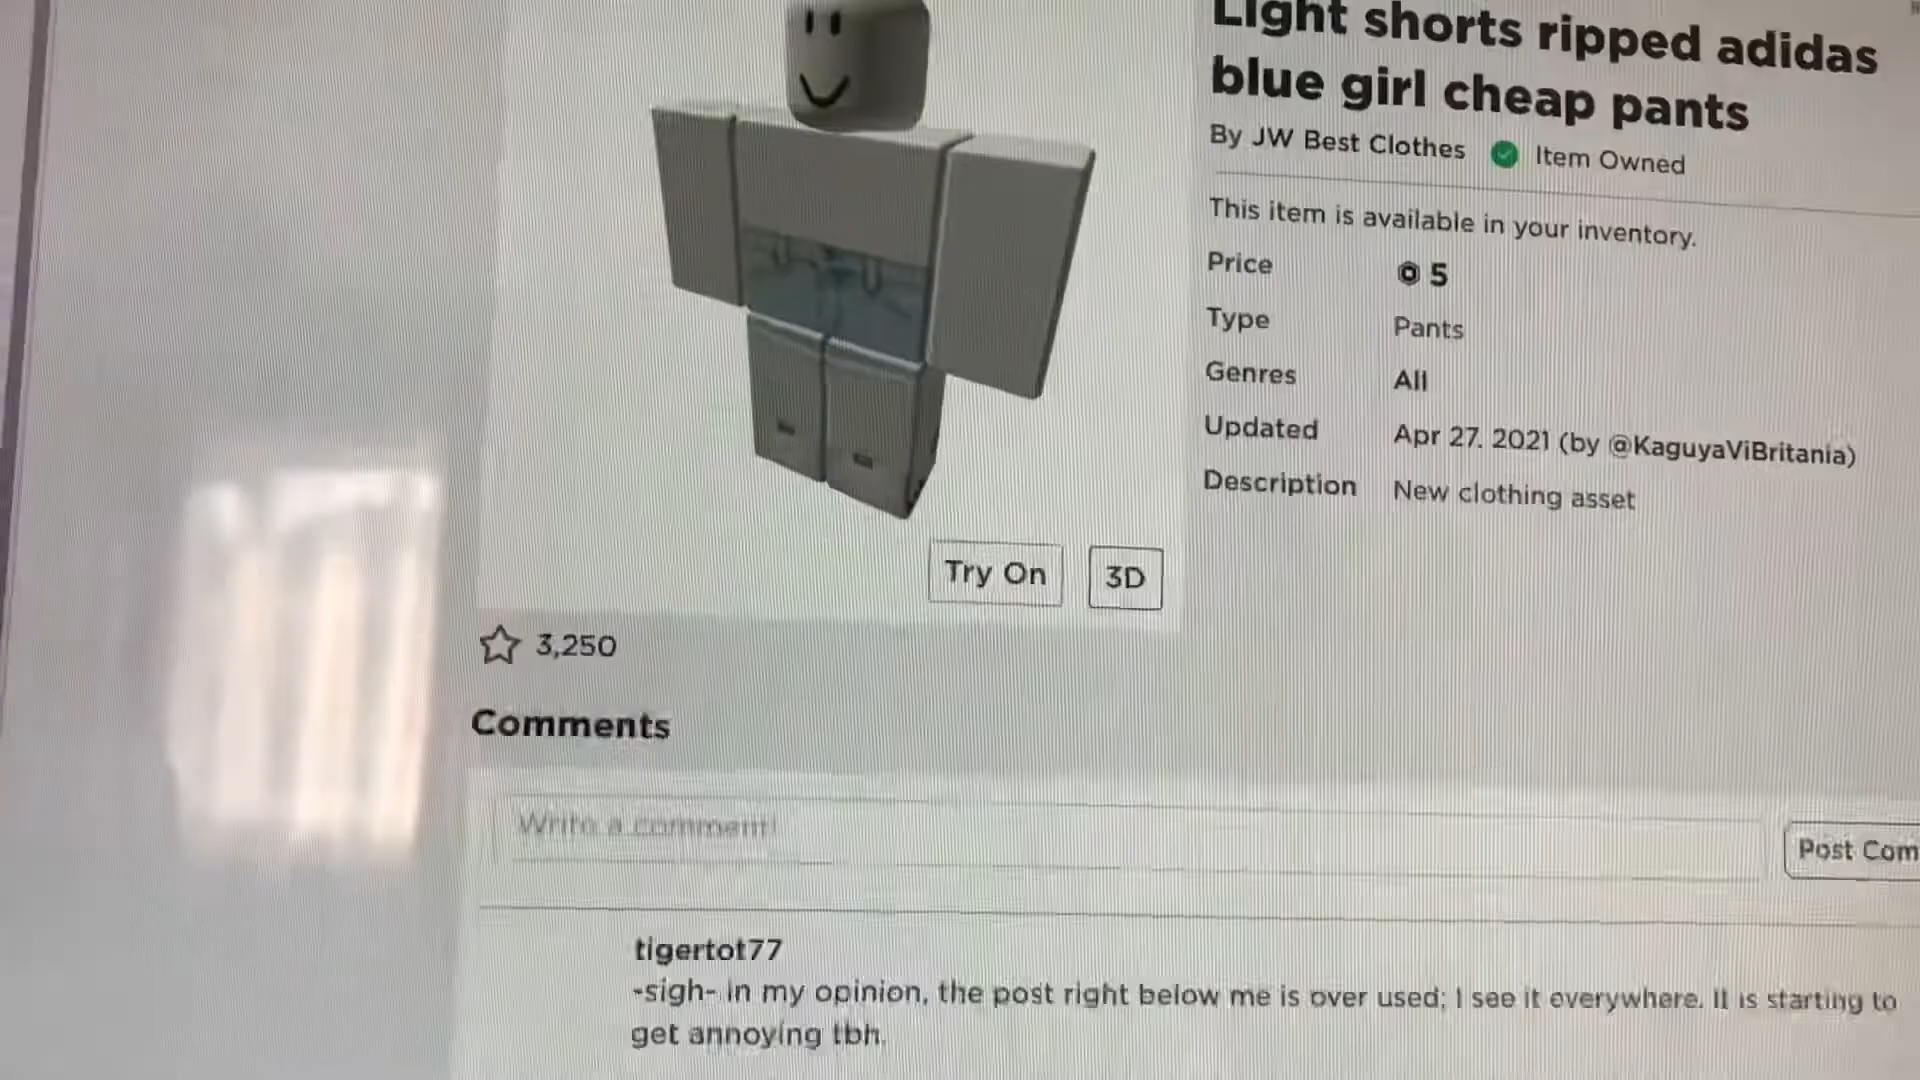 Light shorts ripped adidas
blue girl cheap pants
By JW Best Clothes Item Owned
This item is available in your inventory.
Price 5
Type Pants
Genres All
Updated Apr 27, 2021 (by @KaguyaViBritania)
Description New clothing asset
Try On 3D
3,250
Comments
Write a comment!
Post Com
tigertot77
-sigh- in my opinion, the post right below me is over used; I see it everywhere. It is starting to
get annoying tbh.